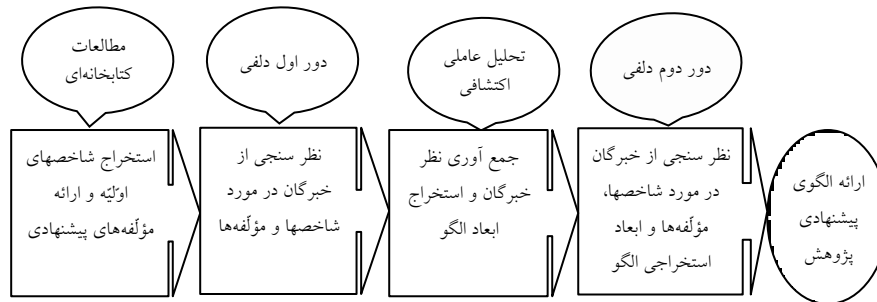 مطالعات
کتابخانه‌ای
استخراج شاخصهای
اوّلیّه و ارائه
مؤلّفه‌های پیشنهادی
دور اول دلفی
نظر سنجی از
خبرگان در مورد
شاخصها و مؤلّفه‌ها
تحلیل عاملی
اکتشافی
جمع آوری نظر
خبرگان و استخراج
ابعاد الگو
دور دوم دلفی
نظر سنجی از خبرگان
در مورد شاخصها،
مؤلّفه‌ها و ابعاد
استخراجی الگو
ارائه الگوی
پیشنهادی
پژوهش